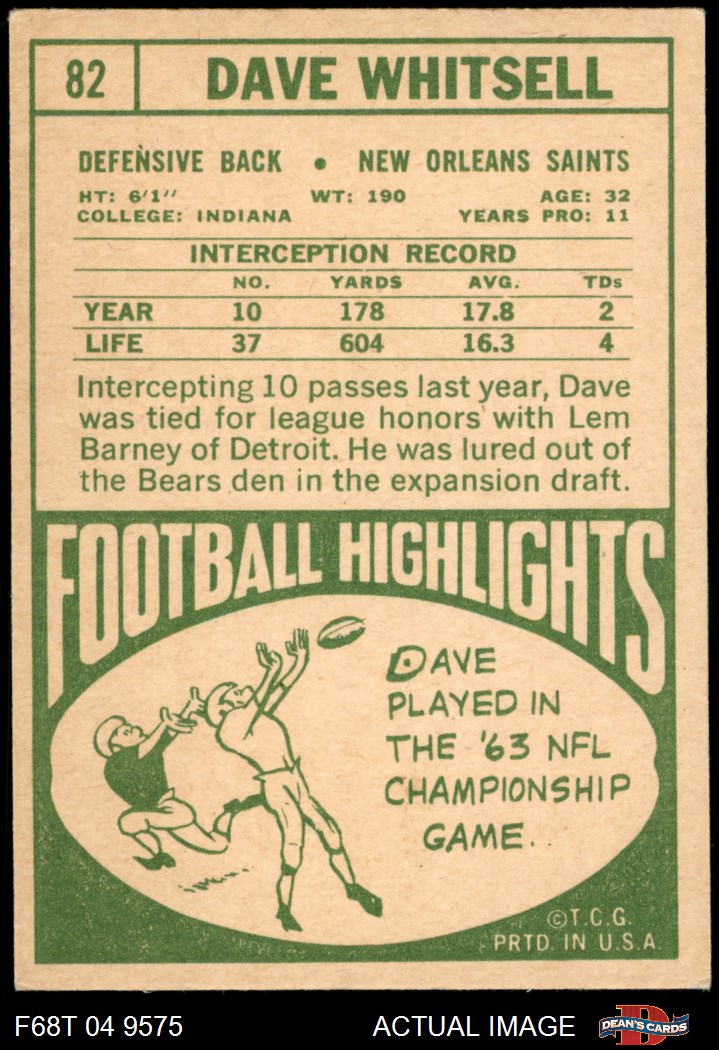 82 DAVE WHITSELL
DEFENSIVE BACK • NEW ORLEANS SAINTS
HT: 6'1'' WT: 190 AGE: 32
COLLEGE: INDIANA YEARS PRO: 11
INTERCEPTION RECORD
NO. YARDS AVG. TDs
YEAR 10 178 17.8 2
LIFE 37 604 16.3 4
Intercepting 10 passes last year, Dave
was tied for league honors with Lem
Barney of Detroit. He was lured out of
the Bears den in the expansion draft.
FOOTBALL HIGHLIGHTS
DAVE
PLAYED IN
THE '63 NFL
CHAMPIONSHIP
GAME.
©T.C.G.
PRTD. IN U.S.A.
F68T 04 9575 ACTUAL IMAGE DEAN'S CARDS